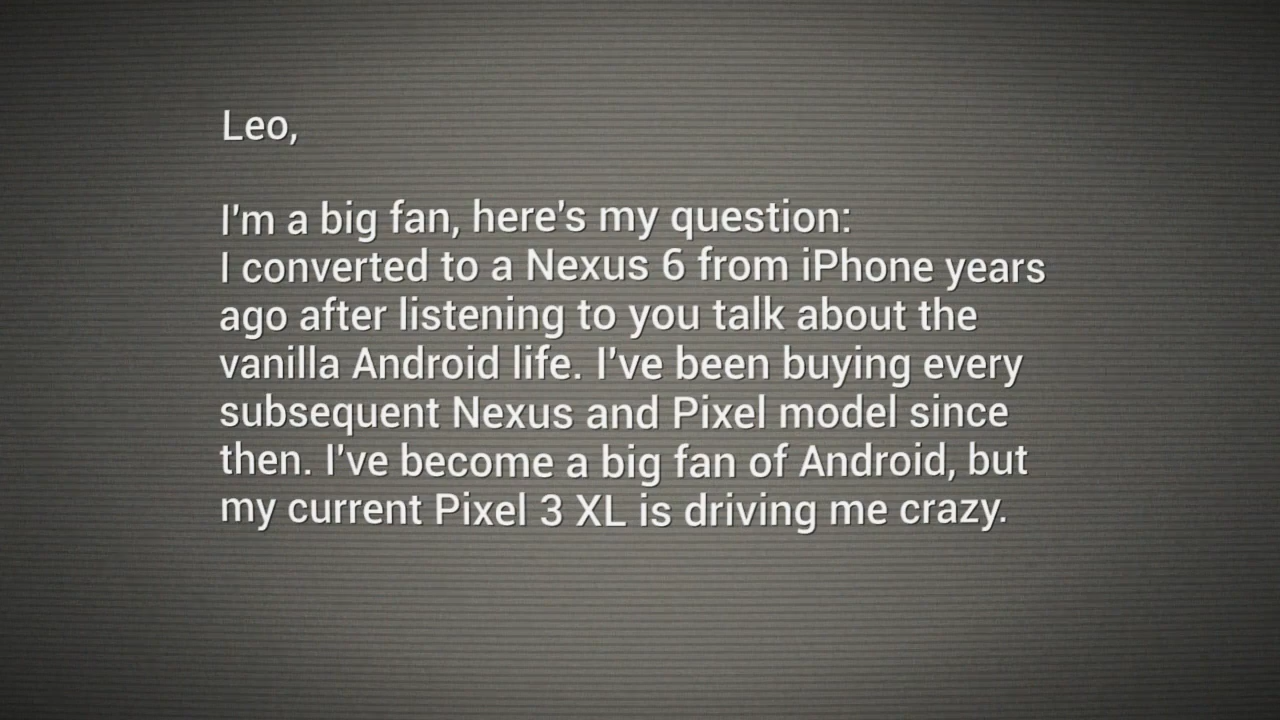 Leo,
I'm a big fan, here's my question:
I converted to a Nexus 6 from iPhone years
ago after listening to you talk about the
vanilla Android life. I've been buying every
subsequent Nexus and Pixel model since
then. I've become a big fan of Android, but
my current Pixel 3 XL is driving me crazy.